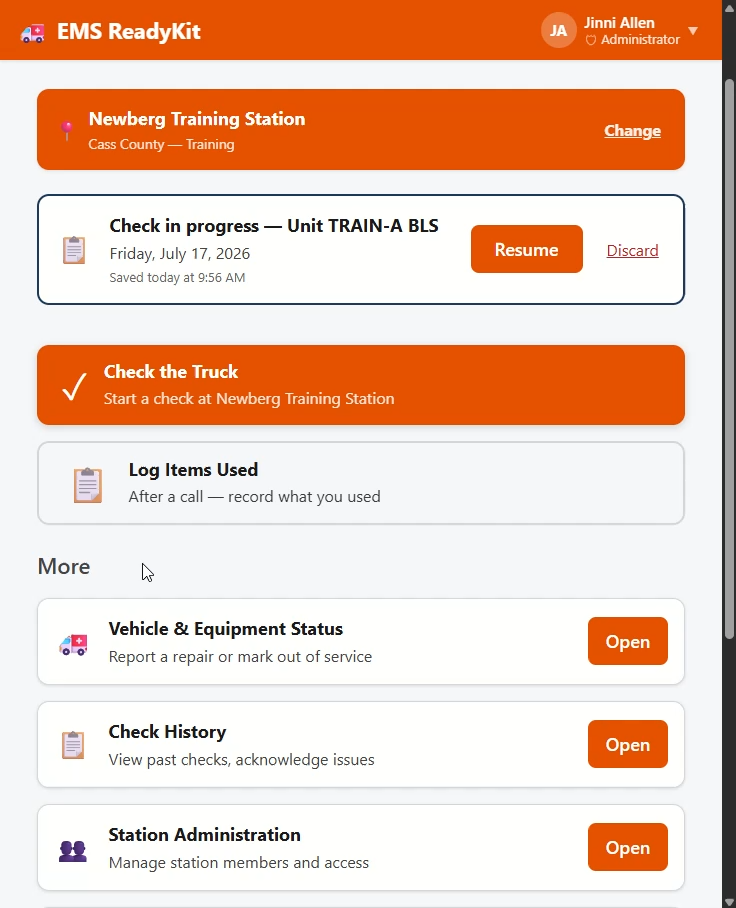 EMS ReadyKit
JA
Jinni Allen
Administrator
Newberg Training Station
Cass County — Training
Change
Check in progress — Unit TRAIN-A BLS
Friday, July 17, 2026
Saved today at 9:56 AM
Resume
Discard
Check the Truck
Start a check at Newberg Training Station
Log Items Used
After a call — record what you used
More
Vehicle & Equipment Status
Report a repair or mark out of service
Open
Check History
View past checks, acknowledge issues
Open
Station Administration
Manage station members and access
Open